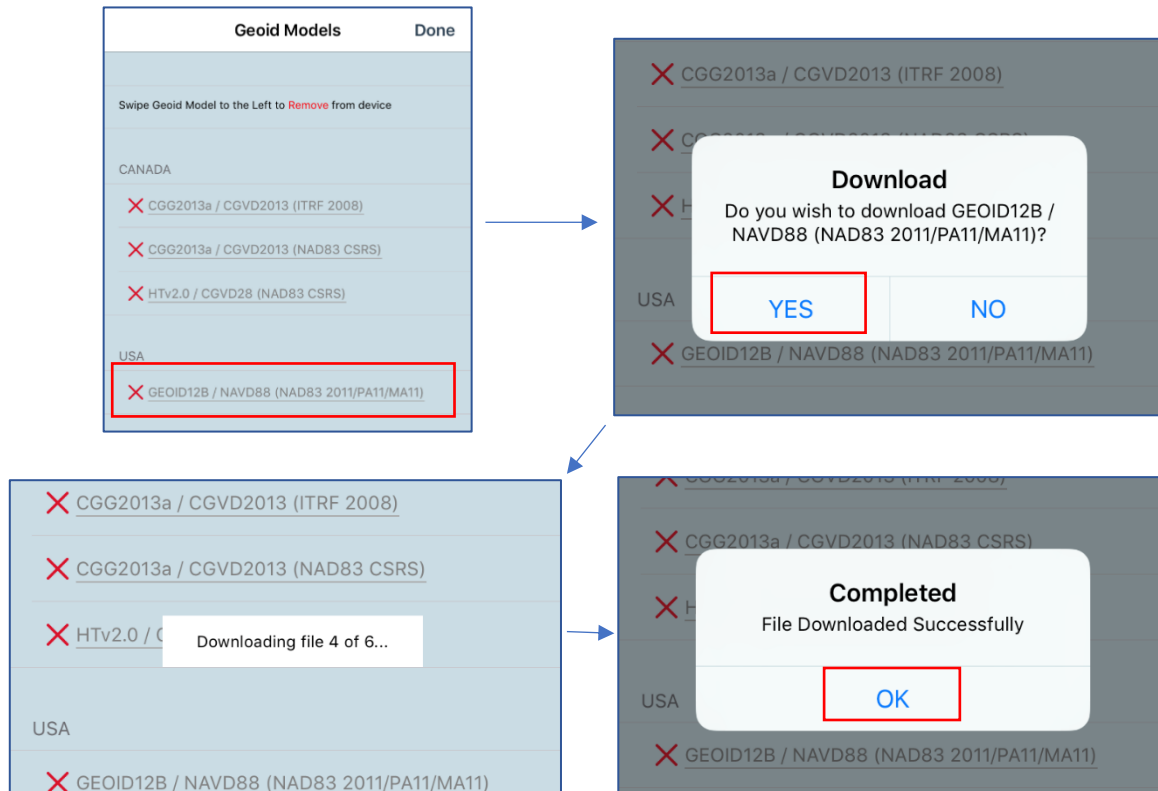 Geoid Models Done
Swipe Geoid Model to the Left to Remove from device
CANADA
CGG2013a / CGVD2013 (ITRF 2008)
CGG2013a / CGVD2013 (NAD83 CSRS)
HTv2.0 / CGVD28 (NAD83 CSRS)
USA
GEOID12B / NAVD88 (NAD83 2011/PA11/MA11)
CGG2013a / CGVD2013 (ITRF 2008)
Download
Do you wish to download GEOID12B /
NAVD88 (NAD83 2011/PA11/MA11)?
USA
YES NO
GEOID12B / NAVD88 (NAD83 2011/PA11/MA11)
CGG2013a / CGVD2013 (ITRF 2008)
CGG2013a / CGVD2013 (NAD83 CSRS)
HTv2.0 /
Downloading file 4 of 6...
USA
GEOID12B / NAVD88 (NAD83 2011/PA11/MA11)
CGG2013a / CGVD2013 (NAD83 CSRS)
Completed
File Downloaded Successfully
USA
OK
GEOID12B / NAVD88 (NAD83 2011/PA11/MA11)